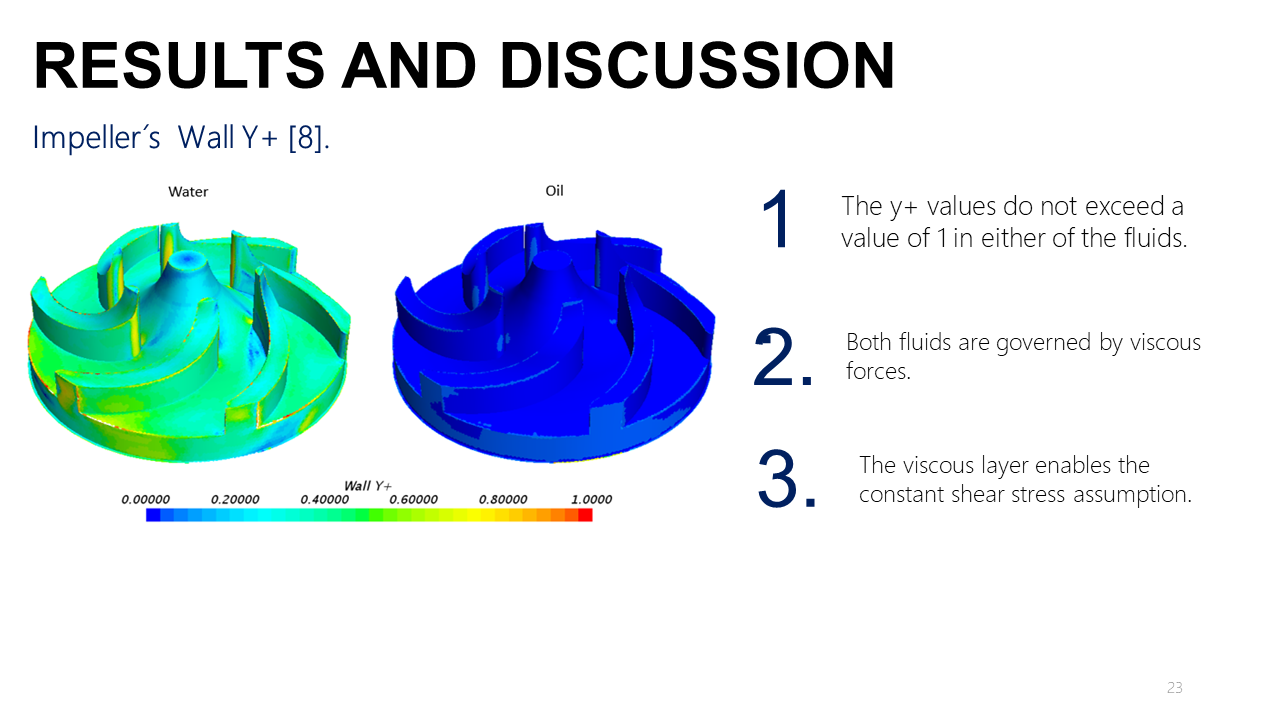 RESULTS AND DISCUSSION
Impeller´s  Wall Y+ [8].
Water
Oil
Wall Y+
0.00000 0.20000 0.40000 0.60000 0.80000 1.0000
1
The y+ values do not exceed a
value of 1 in either of the fluids.
2.
Both fluids are governed by viscous
forces.
3.
The viscous layer enables the
constant shear stress assumption.
23